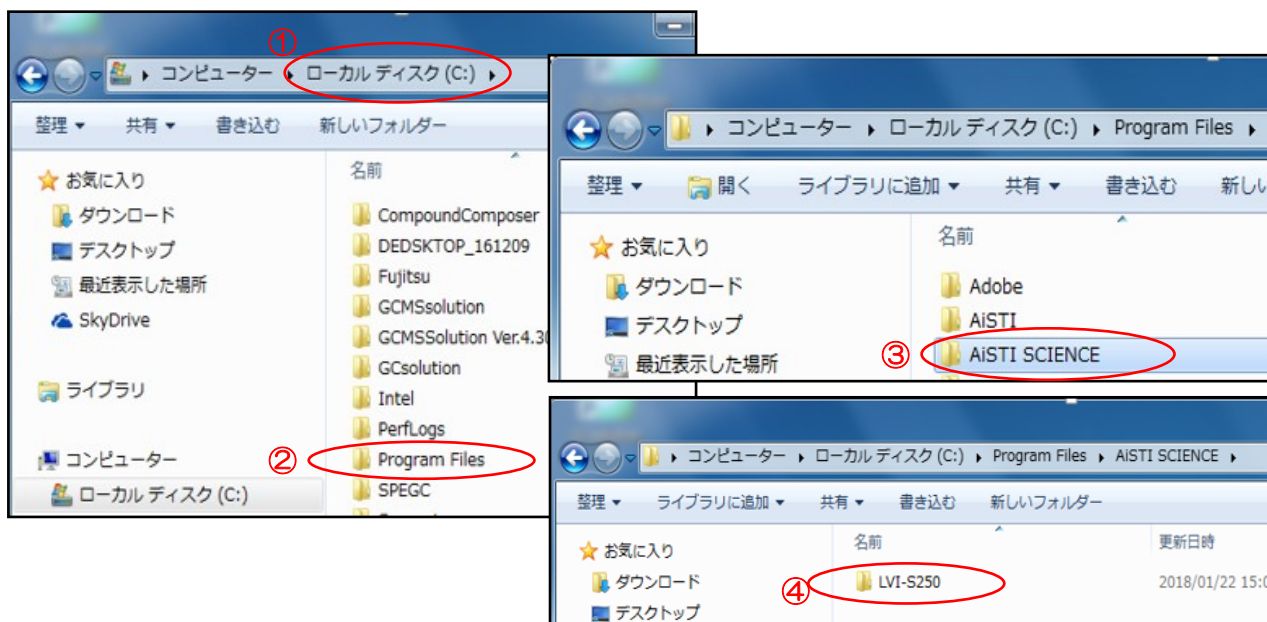 ①
コンピューター ▸ ローカル ディスク (C:) ▸
整理 ▼ 共有 ▼ 書き込む 新しいフォルダー
お気に入り
ダウンロード
デスクトップ
最近表示した場所
SkyDrive
ライブラリ
コンピューター
ローカル ディスク (C:)
名前
CompoundComposer
DEDSKTOP_161209
Fujitsu
GCMSsolution
GCMSSolution Ver.4.30
GCsolution
Intel
PerfLogs
② Program Files
SPEGC
▸ コンピューター ▸ ローカル ディスク (C:) ▸ Program Files ▸
整理 ▼ 開く ライブラリに追加 ▼ 共有 ▼ 書き込む 新しい
お気に入り
ダウンロード
デスクトップ
最近表示した場所
名前
Adobe
AiSTI
③ AiSTI SCIENCE
▸ コンピューター ▸ ローカル ディスク (C:) ▸ Program Files ▸ AiSTI SCIENCE ▸
整理 ▼ ライブラリに追加 ▼ 共有 ▼ 書き込む 新しいフォルダー
お気に入り
ダウンロード
デスクトップ
名前 更新日時
④ LVI-S250 2018/01/22 15:0